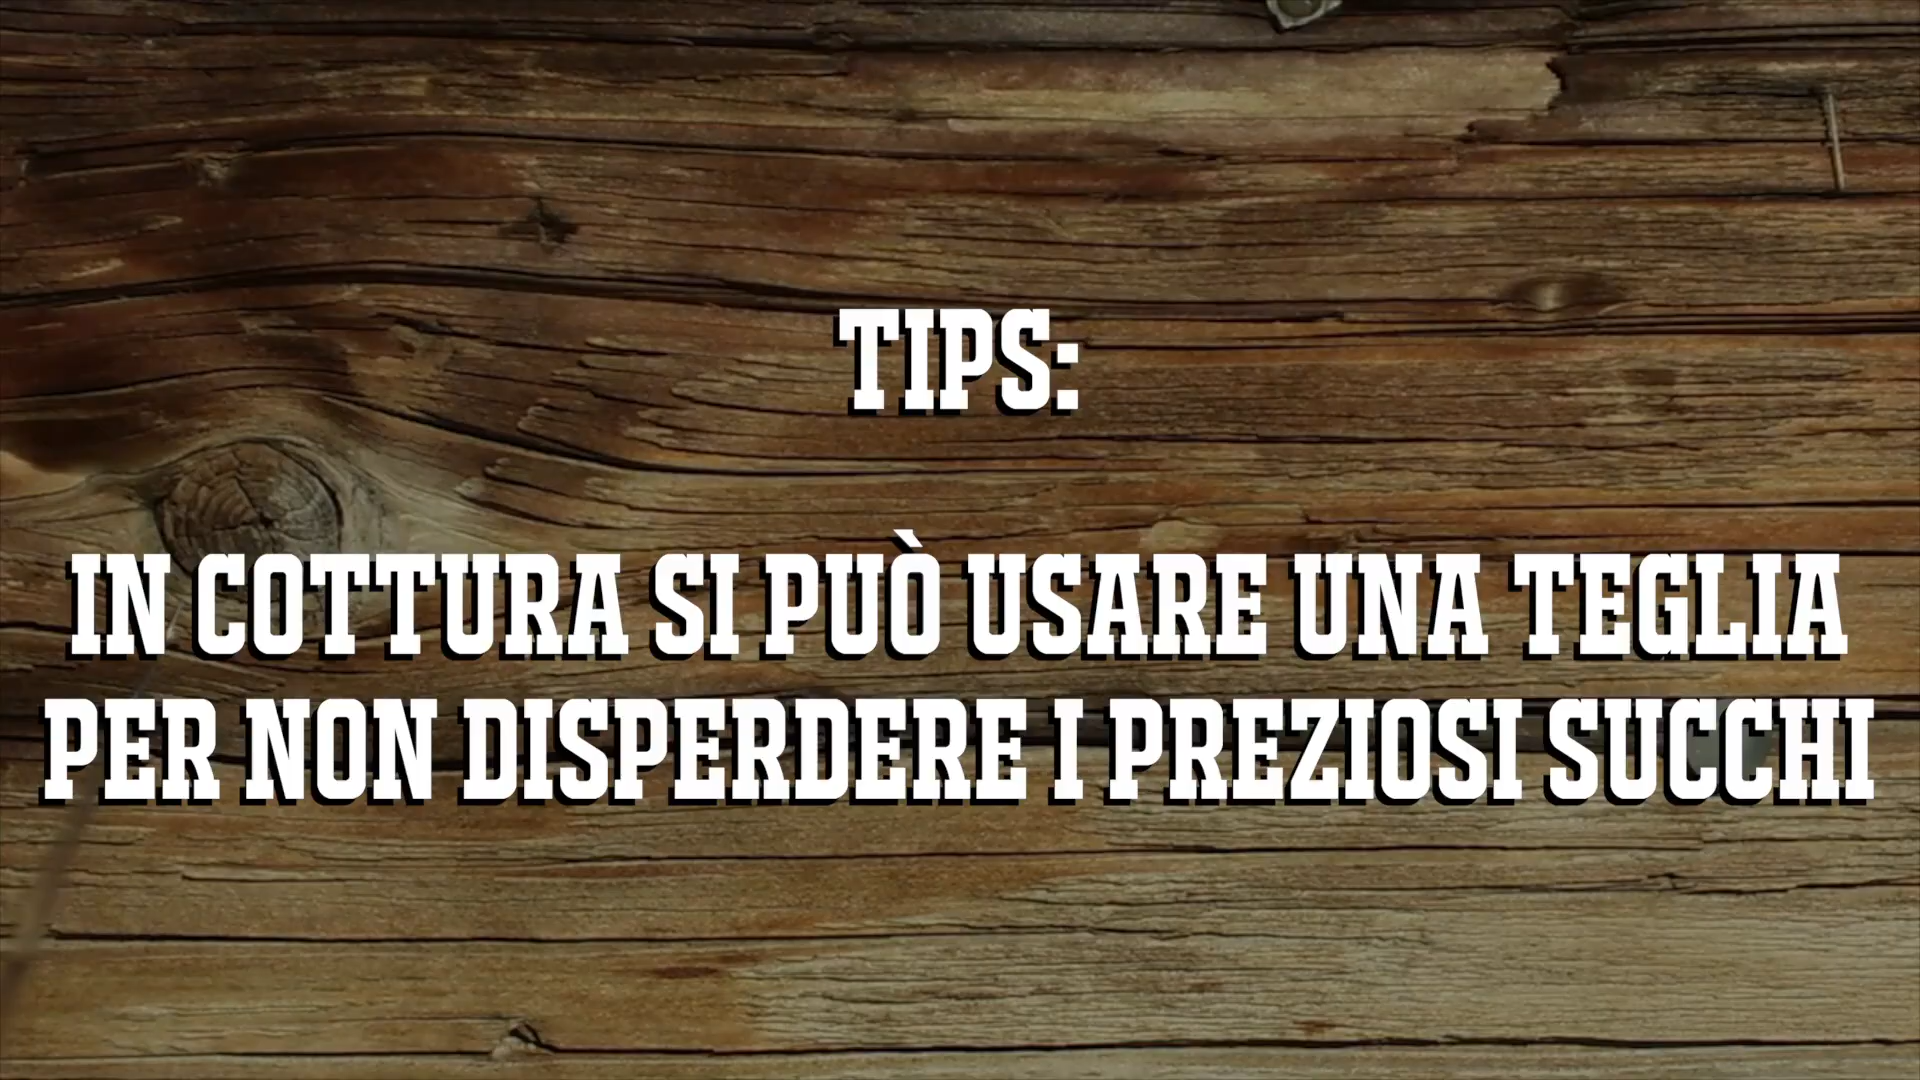 TIPS:
IN COTTURA SI PUÒ USARE UNA TEGLIA
PER NON DISPERDERE I PREZIOSI SUCCHI